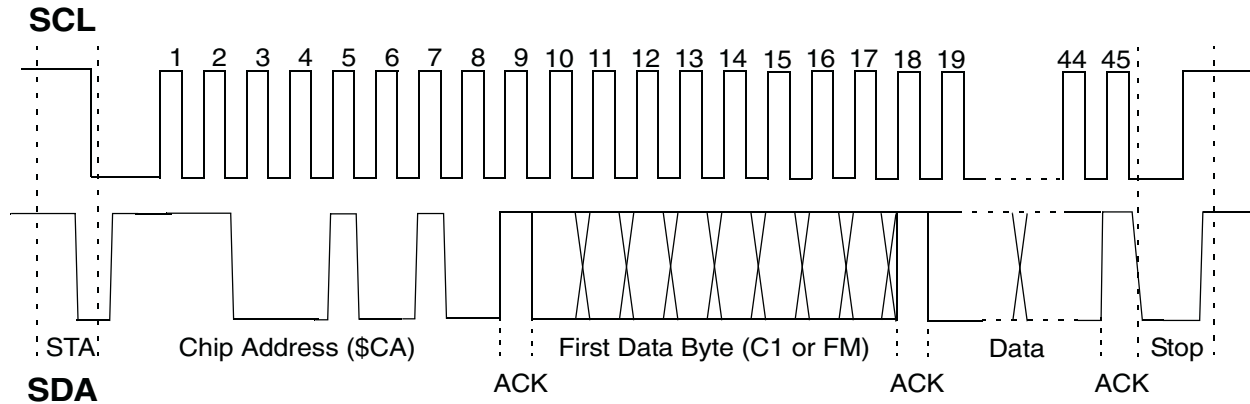 SCL
1 2 3 4 5 6 7 8 9 10 11 12 13 14 15 16 17 18 19 44 45
STA Chip Address ($CA) First Data Byte (C1 or FM) Data Stop
ACK ACK ACK
SDA